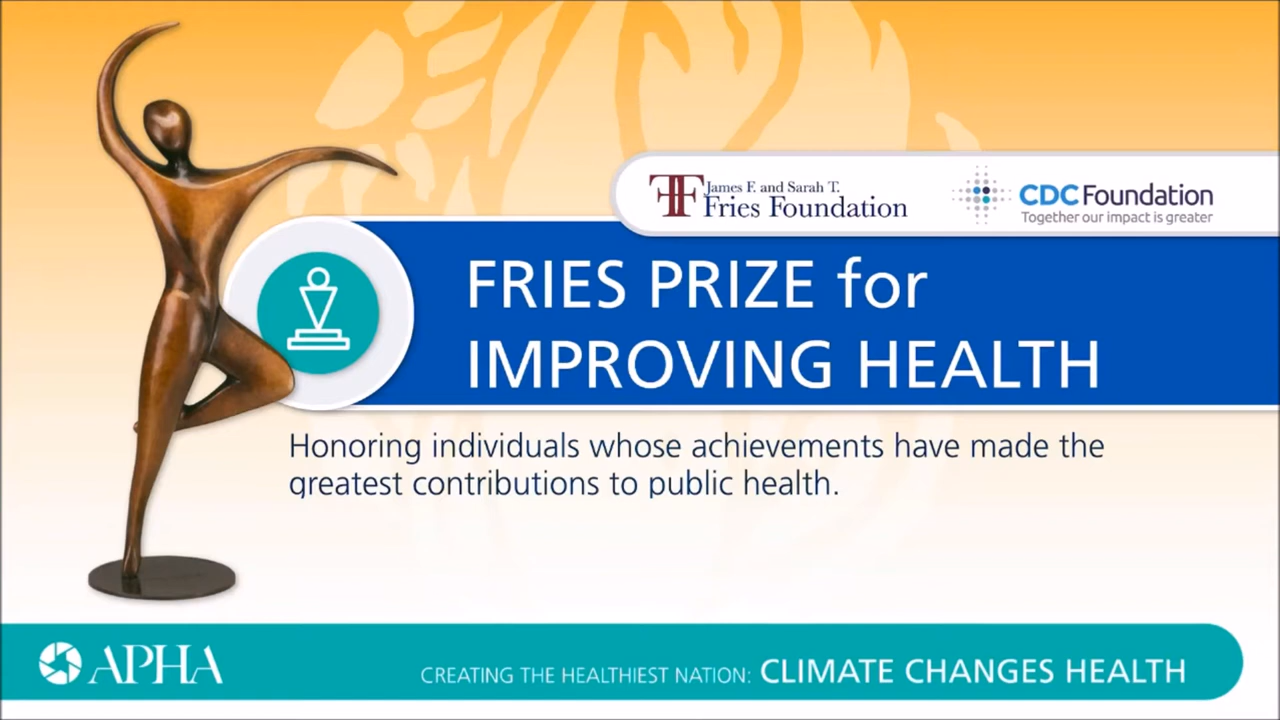 James F. and Sarah T.
Fries Foundation
CDC Foundation
Together our impact is greater
FRIES PRIZE for
IMPROVING HEALTH
Honoring individuals whose achievements have made the
greatest contributions to public health.
APHA
CREATING THE HEALTHIEST NATION: CLIMATE CHANGES HEALTH